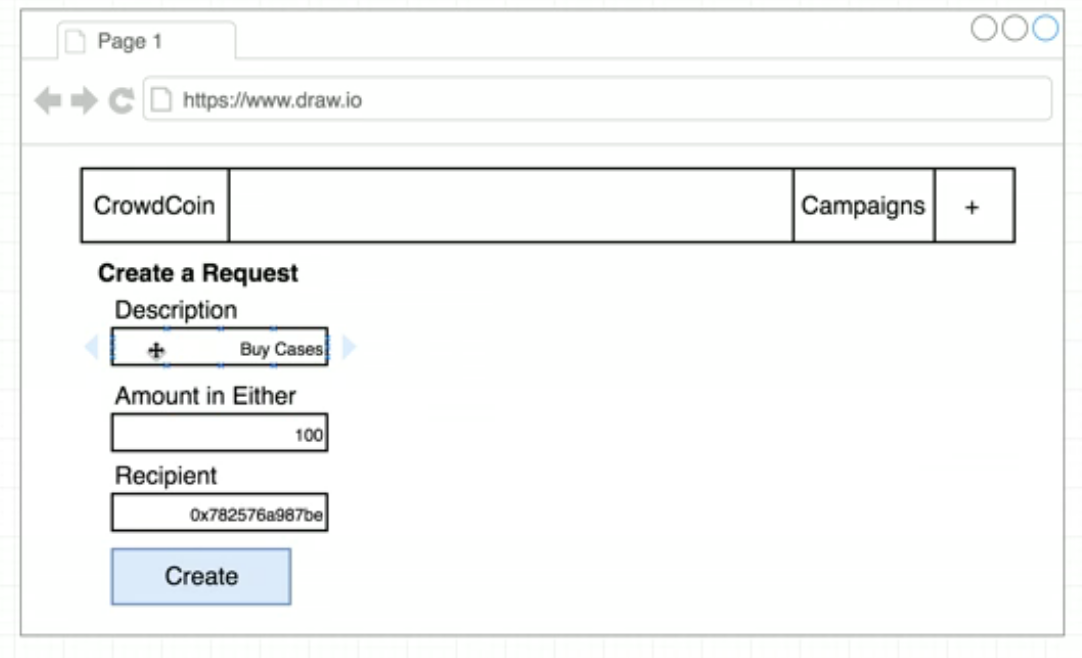 Page 1
https://www.draw.io
CrowdCoin Campaigns +
Create a Request
Description
Buy Cases
Amount in Either
100
Recipient
0x782576a987be
Create